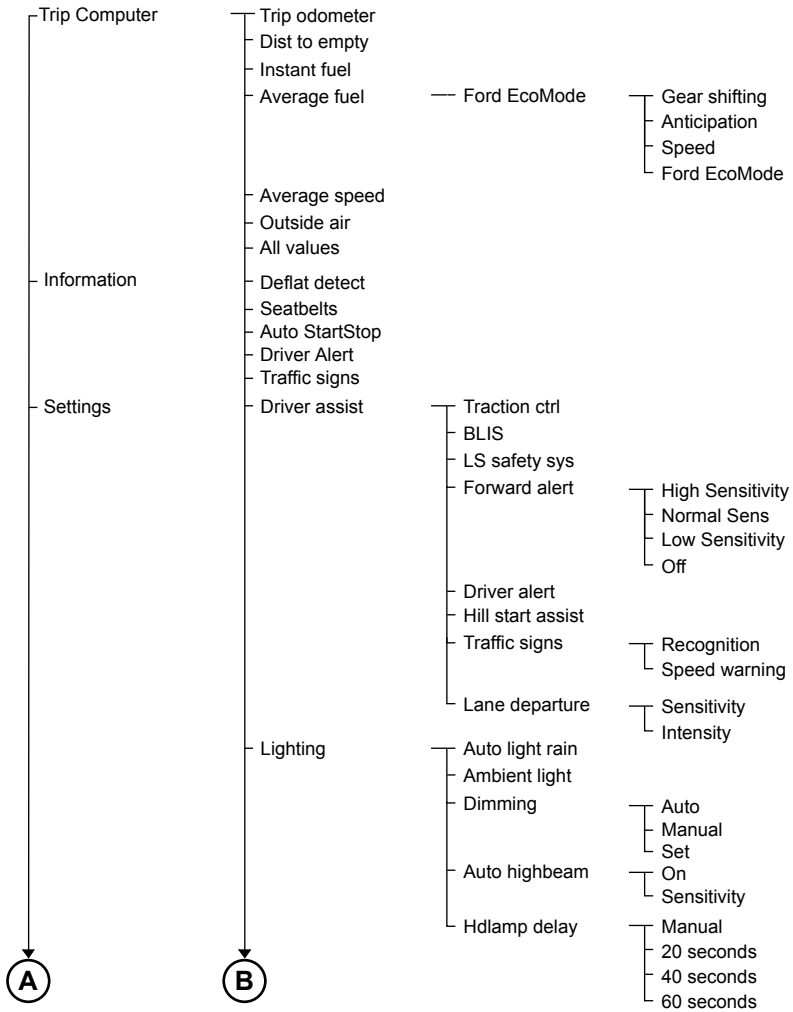 Trip Computer
Trip odometer
Dist to empty
Instant fuel
Average fuel
Ford EcoMode
Gear shifting
Anticipation
Speed
Ford EcoMode
Average speed
Outside air
All values
Information
Deflat detect
Seatbelts
Auto StartStop
Driver Alert
Traffic signs
Settings
Driver assist
Traction ctrl
BLIS
LS safety sys
Forward alert
High Sensitivity
Normal Sens
Low Sensitivity
Off
Driver alert
Hill start assist
Traffic signs
Recognition
Speed warning
Lane departure
Sensitivity
Intensity
Lighting
Auto light rain
Ambient light
Dimming
Auto
Manual
Set
Auto highbeam
On
Sensitivity
Hdlamp delay
Manual
20 seconds
40 seconds
60 seconds
A
B